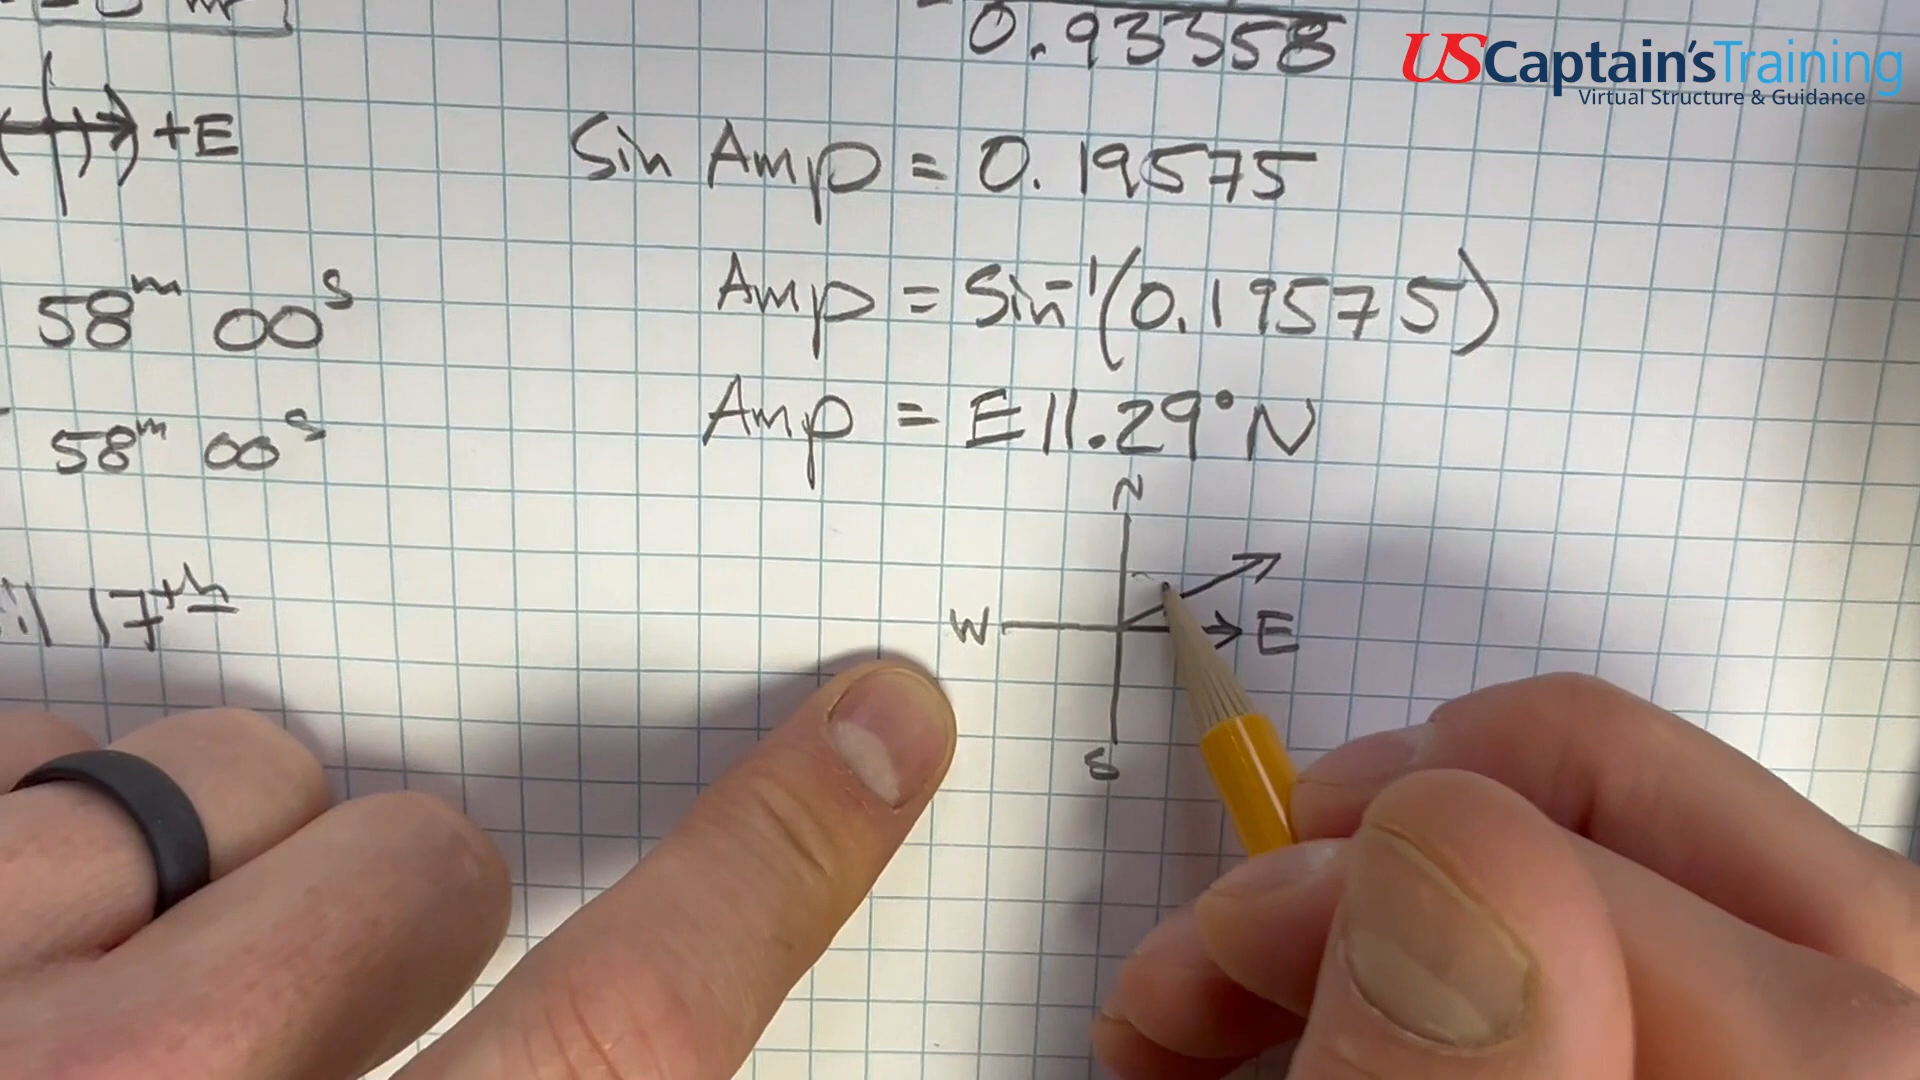 0.93358
USCaptain'sTraining
Virtual Structure & Guidance
+E
Sin Amp = 0.19575
58ᵐ 00ˢ
Amp = Sin⁻¹(0.19575)
58ᵐ 00ˢ
Amp = E11.29°N
N
17ᵗʰ
W E
S